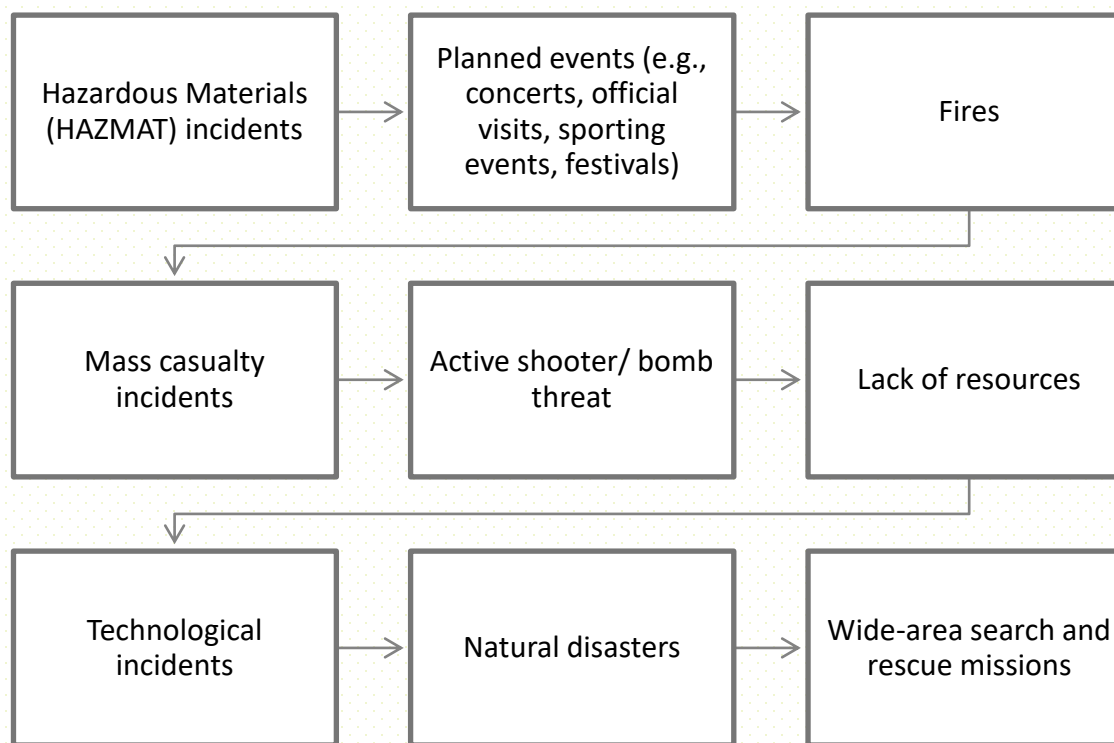 Hazardous Materials
(HAZMAT) incidents
Planned events (e.g.,
concerts, official
visits, sporting
events, festivals)
Fires
Mass casualty
incidents
Active shooter/ bomb
threat
Lack of resources
Technological
incidents
Natural disasters
Wide-area search and
rescue missions